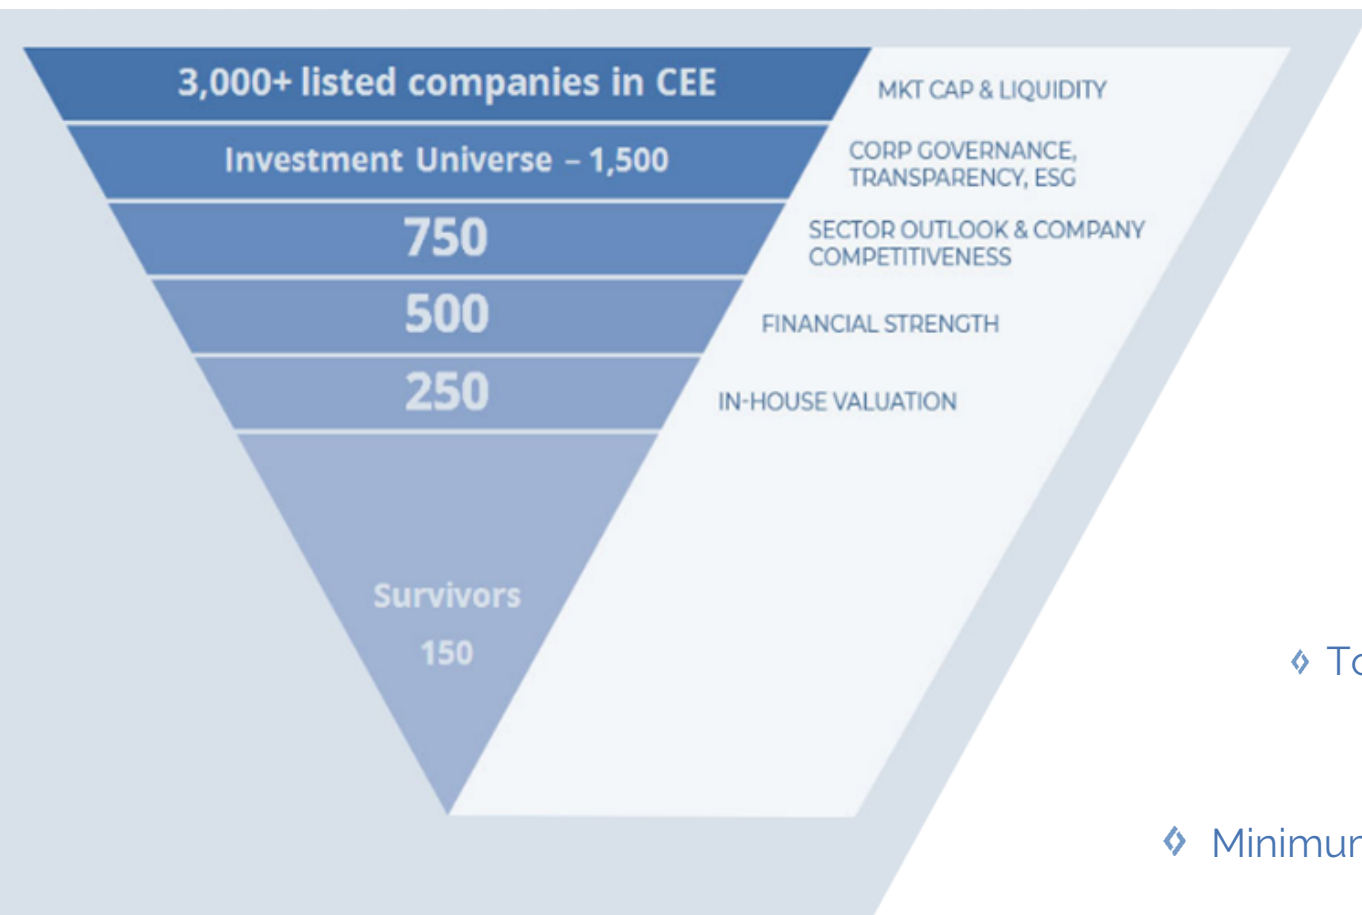 3,000+ listed companies in CEE
MKT CAP & LIQUIDITY
Investment Universe – 1,500
CORP GOVERNANCE,
TRANSPARENCY, ESG
750
SECTOR OUTLOOK & COMPANY
COMPETITIVENESS
500
FINANCIAL STRENGTH
250
IN-HOUSE VALUATION
Survivors
150